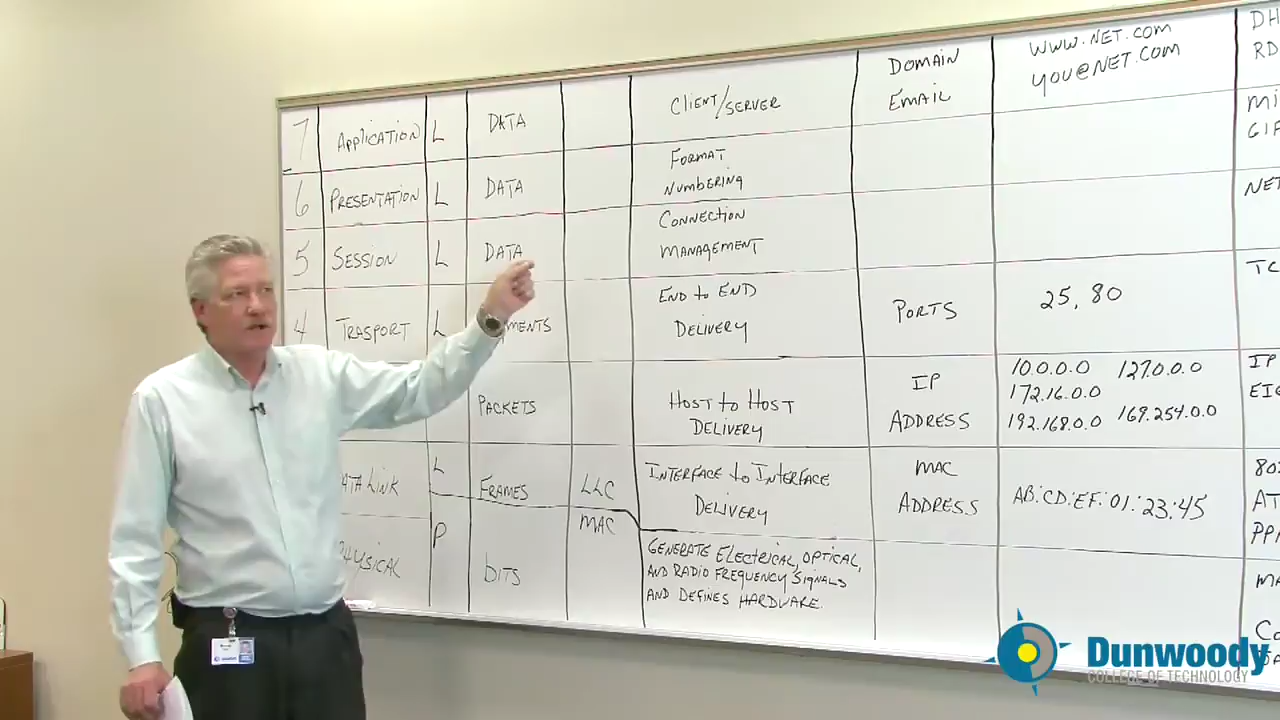 7 APPLICATION L DATA CLIENT/SERVER DOMAIN EMAIL WWW.NET.COM YOU@NET.COM
6 PRESENTATION L DATA FORMAT NUMBERING
5 SESSION L DATA CONNECTION MANAGEMENT
4 TRASPORT L END to END DELIVERY PORTS 25, 80
PACKETS HOST to HOST DELIVERY IP ADDRESS 10.0.0.0 127.0.0.0 172.16.0.0 192.168.0.0 169.254.0.0
L FRAMES LLC INTERFACE to INTERFACE DELIVERY MAC ADDRESS AB:CD:EF:01:23:45
P bITS MAC GENERATE ELECTRICAL, OPTICAL, AND RADIO FREQUENCY SIGNALS AND DEFINES HARDWARE.
Dunwoody
COLLEGE OF TECHNOLOGY